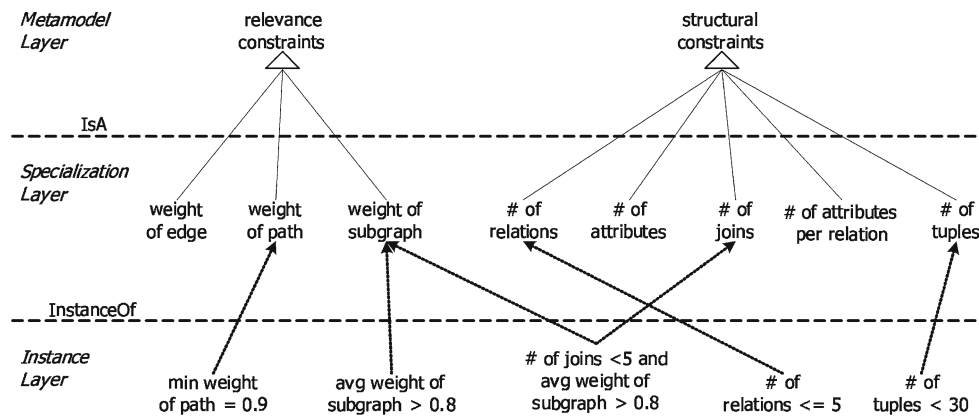 Metamodel
Layer
relevance
constraints
structural
constraints
IsA
Specialization
Layer
weight
of edge
weight
of path
weight of
subgraph
# of
relations
# of
attributes
# of
joins
# of attributes
per relation
# of
tuples
InstanceOf
Instance
Layer
min weight
of path = 0.9
avg weight of
subgraph > 0.8
# of joins <5 and
avg weight of
subgraph > 0.8
# of
relations <= 5
# of
tuples < 30